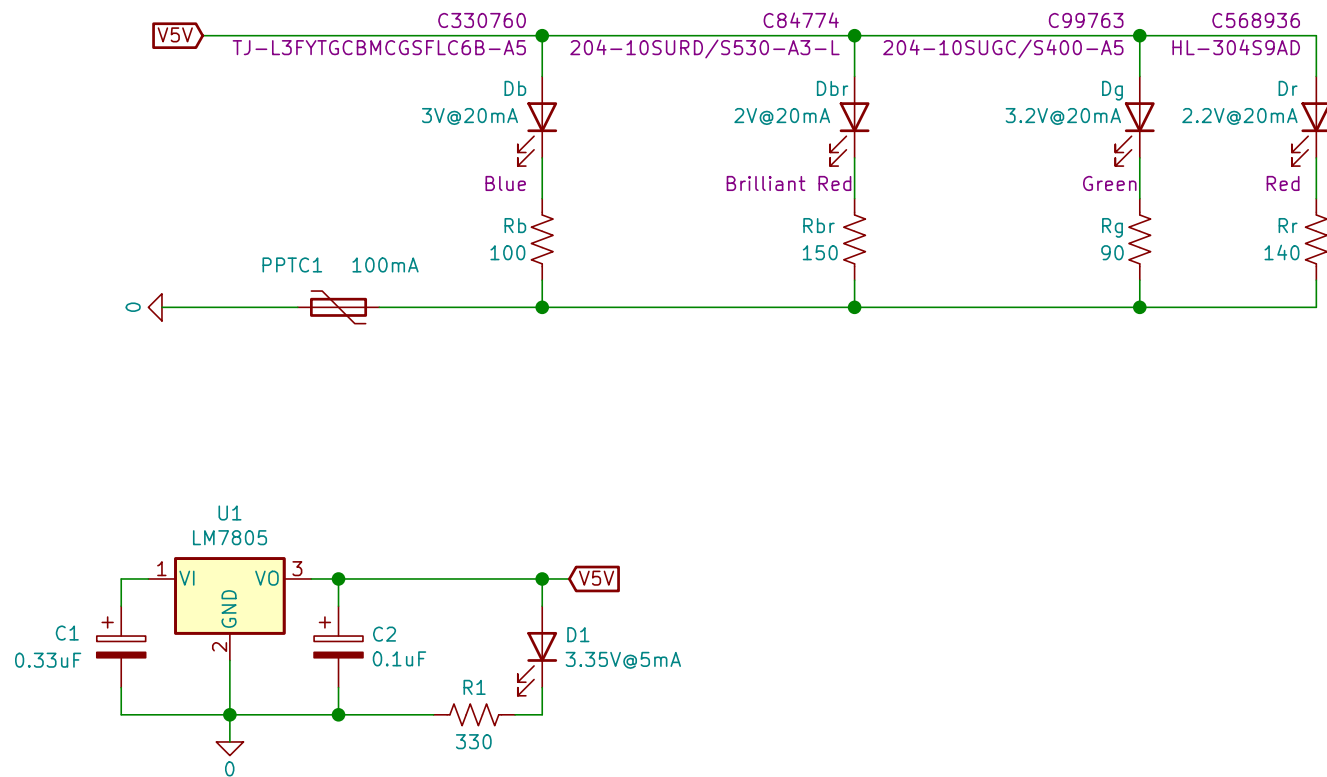 C330760
C84774
C99763
C568936
V5V
TJ-L3FYTGCBMCGSFLC6B-A5
204-10SURD/S530-A3-L
204-10SUGC/S400-A5
HL-304S9AD
Db
Dbr
Dg
Dr
3V@20mA
2V@20mA
3.2V@20mA
2.2V@20mA
Blue
Brilliant Red
Green
Red
Rb
Rbr
Rg
Rr
100
150
90
140
PPTC1 100mA
0
U1
LM7805
1
VI
VO
3
V5V
GND
2
+
C1
0.33uF
+
C2
0.1uF
D1
3.35V@5mA
R1
330
0